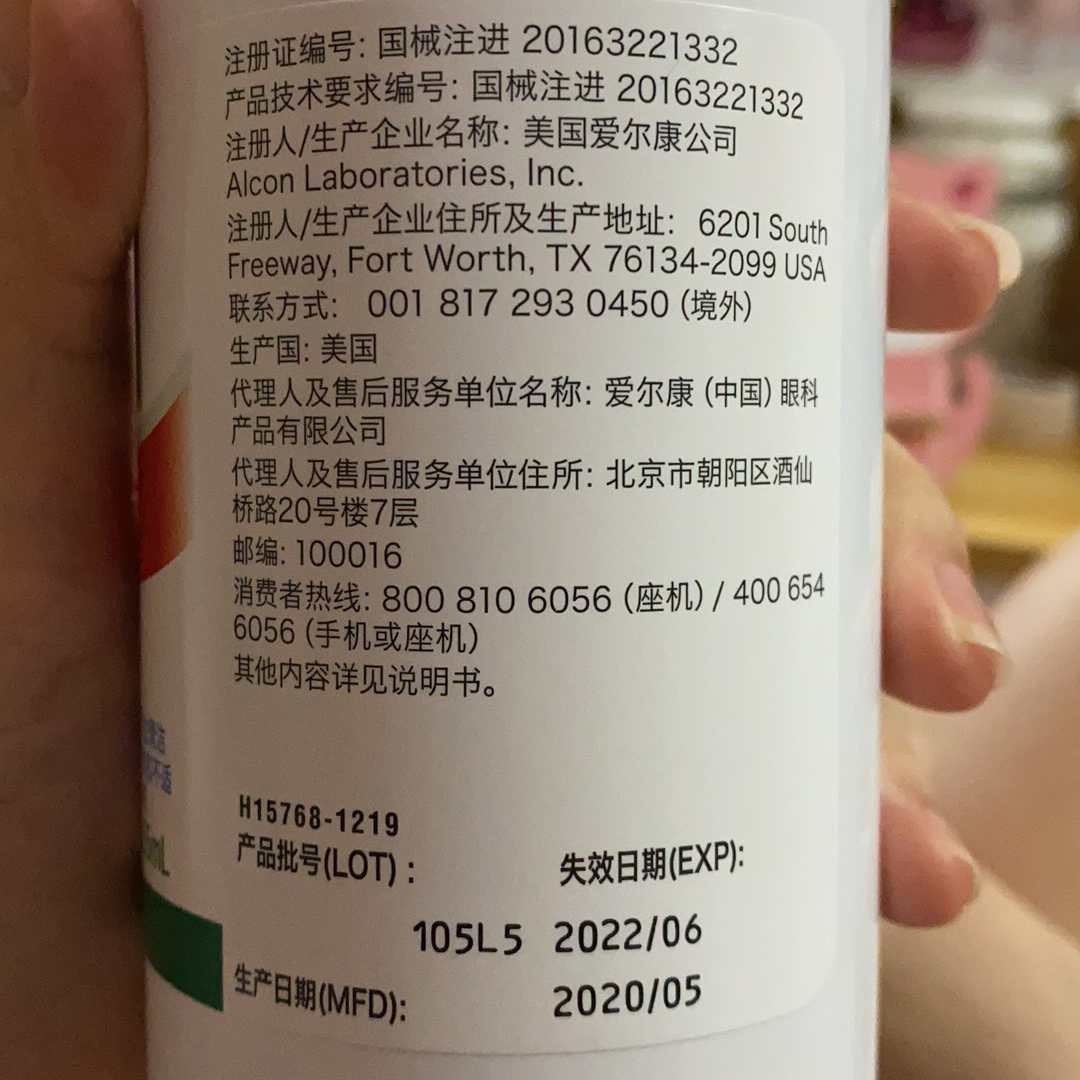 注册证编号: 国械注进 20163221332
产品技术要求编号: 国械注进 20163221332
注册人/生产企业名称: 美国爱尔康公司
Alcon Laboratories, Inc.
注册人/生产企业住所及生产地址: 6201 South
Freeway, Fort Worth, TX 76134-2099 USA
联系方式: 001 817 293 0450 (境外)
生产国: 美国
代理人及售后服务单位名称: 爱尔康 (中国) 眼科
产品有限公司
代理人及售后服务单位住所: 北京市朝阳区酒仙
桥路20号楼7层
邮编: 100016
消费者热线: 800 810 6056 (座机) / 400 654
6056 (手机或座机)
其他内容详见说明书。
H15768-1219
产品批号(LOT) : 失效日期(EXP):
105L5 2022/06
生产日期(MFD): 2020/05